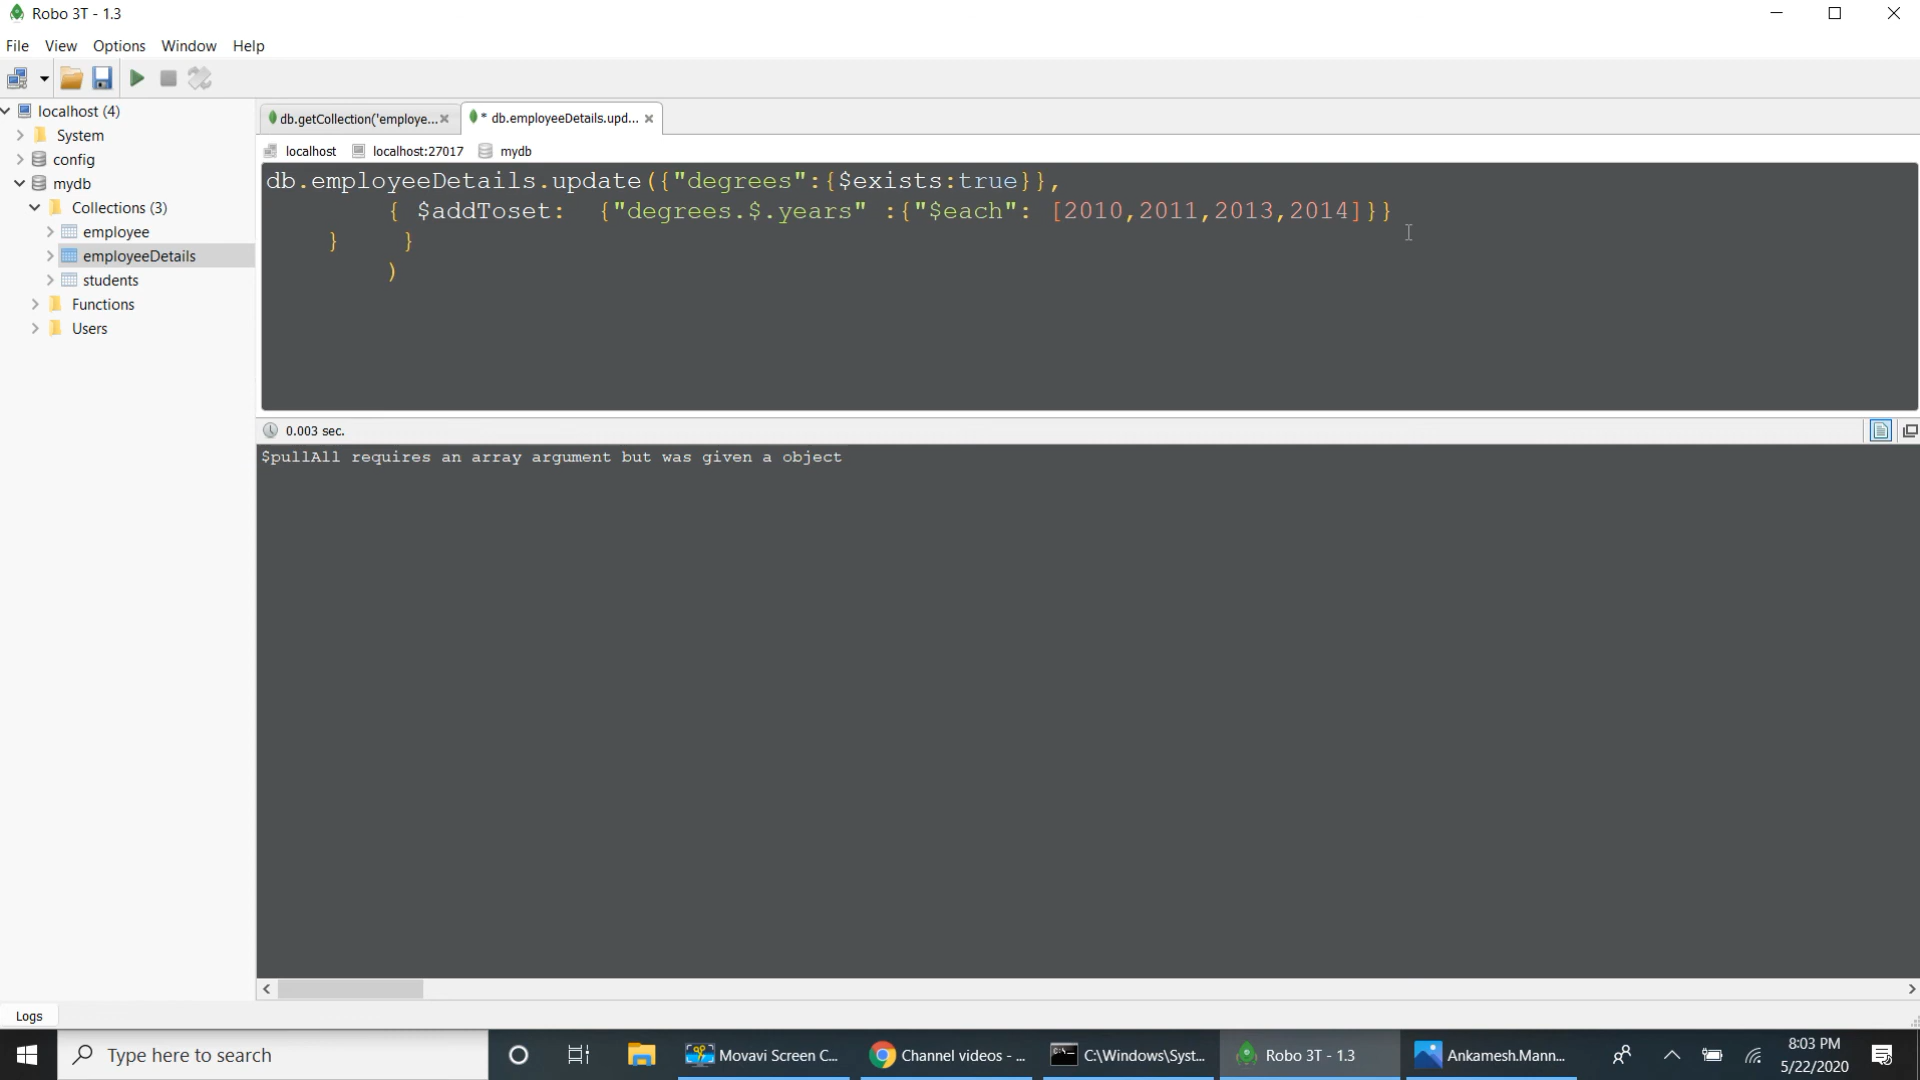 Robo 3T - 1.3
File View Options Window Help
localhost (4)
System
config
mydb
Collections (3)
employee
employeeDetails
students
Functions
Users
db.getCollection('employe... * db.employeeDetails.upd...
localhost localhost:27017 mydb
db.employeeDetails.update({"degrees":{$exists:true}},
{ $addToset: {"degrees.$.years" :{"$each": [2010,2011,2013,2014]}}
} }
)
0.003 sec.
$pullAll requires an array argument but was given a object
Logs
Type here to search
Movavi Screen C...
Channel videos - ...
C:\Windows\Syst...
Robo 3T - 1.3
Ankamesh.Mann...
8:03 PM
5/22/2020